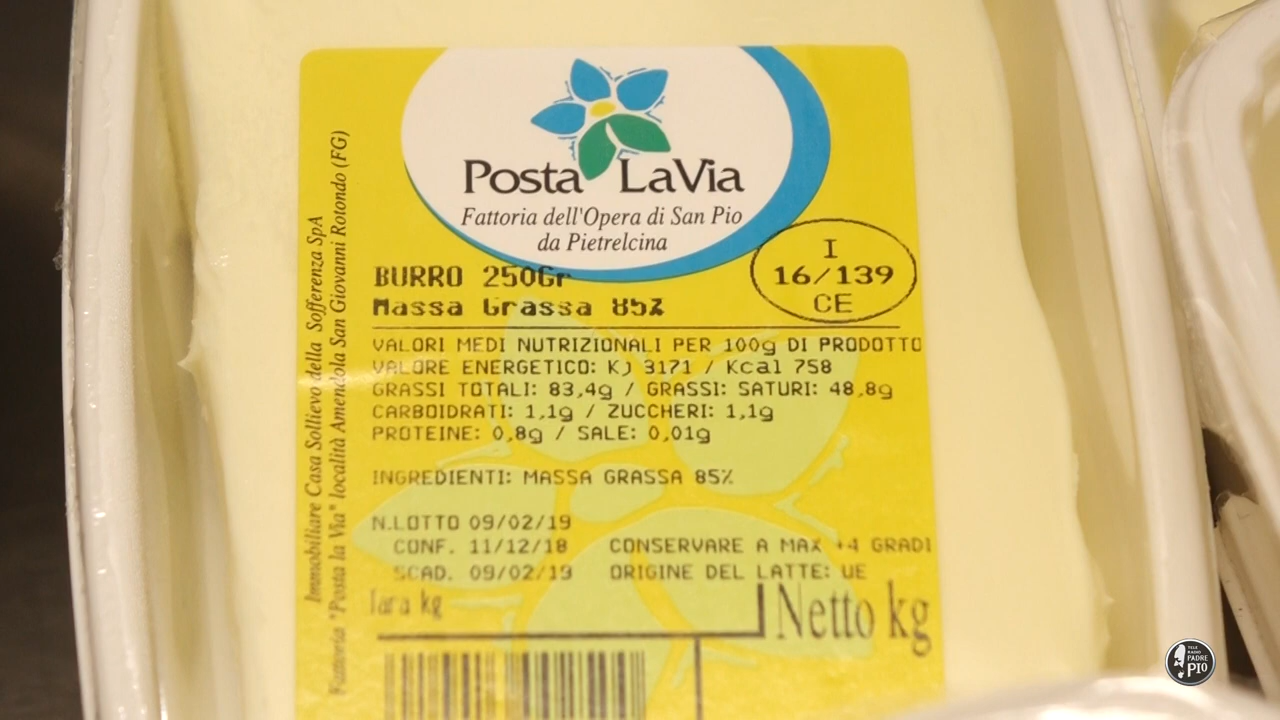 Posta LaVia
Fattoria dell'Opera di San Pio
da Pietrelcina
I
16/139
CE
BURRO 250Gr
Massa Grassa 85%
VALORI MEDI NUTRIZIONALI PER 100g DI PRODOTTO
VALORE ENERGETICO: Kj 3171 / Kcal 758
GRASSI TOTALI: 83,4g / GRASSI: SATURI: 48,8g
CARBOIDRATI: 1,1g / ZUCCHERI: 1,1g
PROTEINE: 0,8g / SALE: 0,01g
INGREDIENTI: MASSA GRASSA 85%
N.LOTTO 09/02/19
CONF. 11/12/18 CONSERVARE A MAX +4 GRADI
SCAD. 09/02/19 ORIGINE DEL LATTE: UE
Tara kg
Netto kg
Immobiliare Casa Sollievo della Sofferenza SpA
Fattoria "Posta la Via" località Amendola San Giovanni Rotondo (FG)
TELE
RADIO
PADRE
PIO